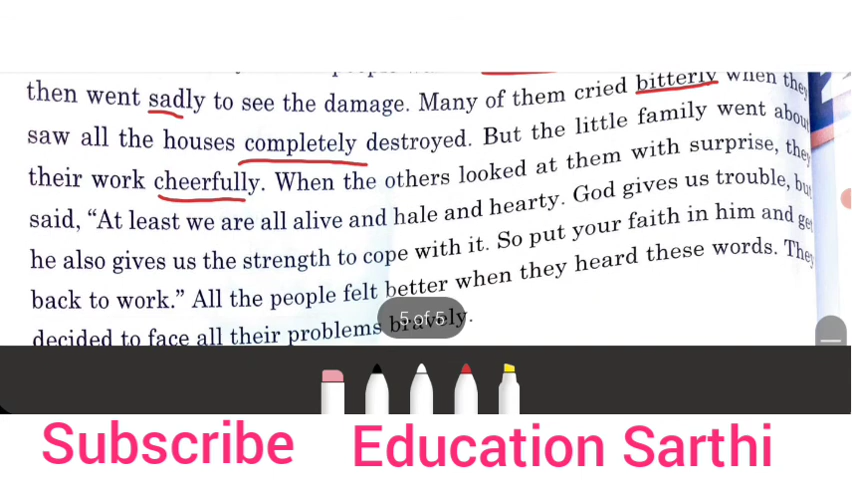 then went sadly to see the damage. Many of them cried bitterly when they
saw all the houses completely destroyed. But the little family went about
their work cheerfully. When the others looked at them with surprise, they
said, “At least we are all alive and hale and hearty. God gives us trouble, but
he also gives us the strength to cope with it. So put your faith in him and get
back to work.” All the people felt better when they heard these words. They
decided to face all their problems bravely.
5 of 5
Subscribe Education Sarthi